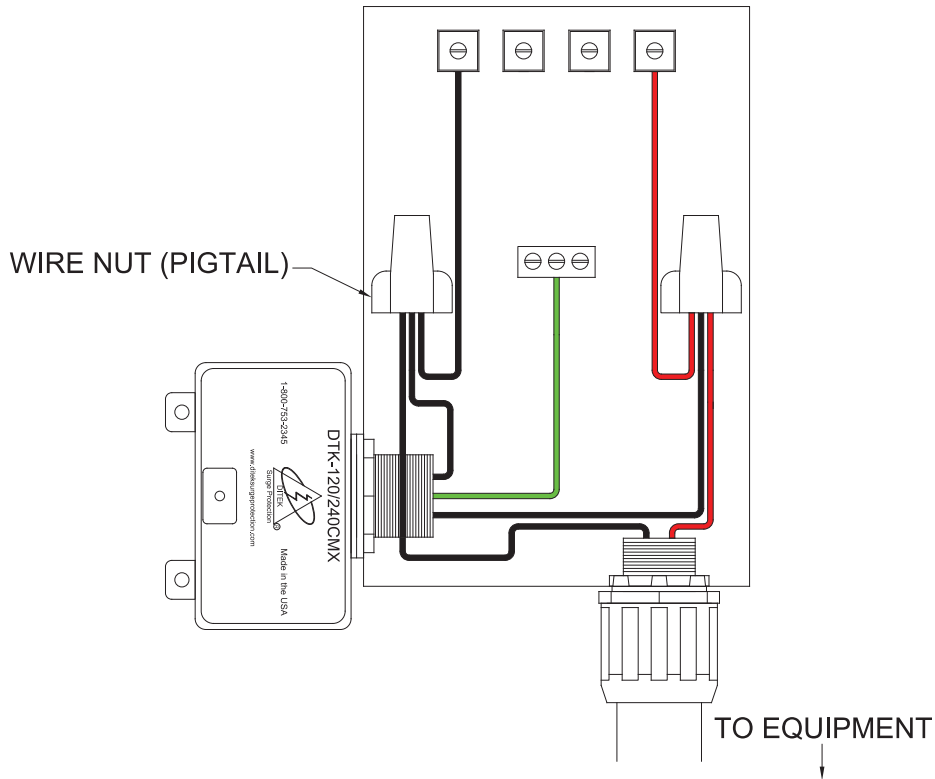 WIRE NUT (PIGTAIL)
DTK-120/240CMX
DITEK
Surge Protection
®
1-800-753-2345
www.diteksurgeprotection.com
Made in the USA
TO EQUIPMENT